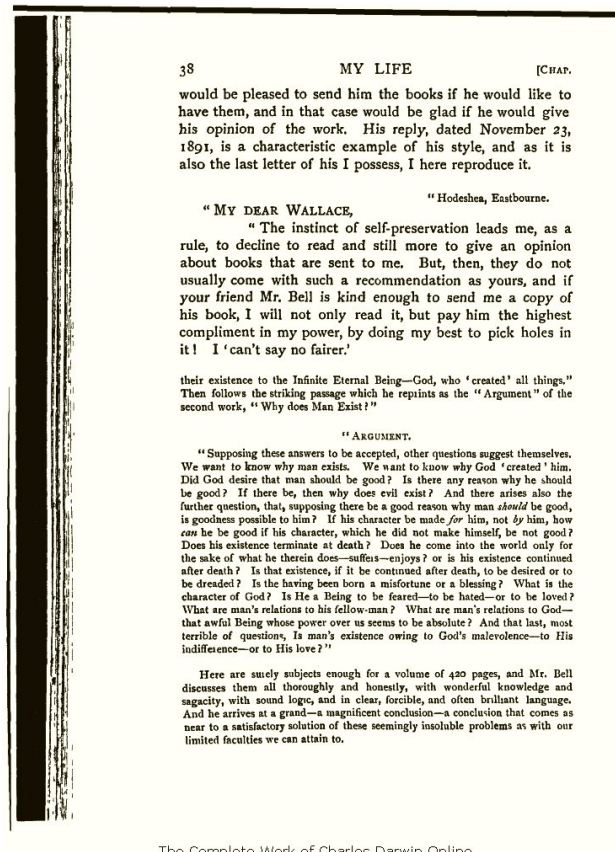 38 MY LIFE [CHAP.
would be pleased to send him the books if he would like to
have them, and in that case would be glad if he would give
his opinion of the work. His reply, dated November 23,
1891, is a characteristic example of his style, and as it is
also the last letter of his I possess, I here reproduce it.
"Hodeshea, Eastbourne.
"MY DEAR WALLACE,
"The instinct of self-preservation leads me, as a
rule, to decline to read and still more to give an opinion
about books that are sent to me. But, then, they do not
usually come with such a recommendation as yours, and if
your friend Mr. Bell is kind enough to send me a copy of
his book, I will not only read it, but pay him the highest
compliment in my power, by doing my best to pick holes in
it! I 'can't say no fairer.'
their existence to the Infinite Eternal Being—God, who 'created' all things."
Then follows the striking passage which he reprints as the "Argument" of the
second work, "Why does Man Exist?"
"ARGUMENT.
"Supposing these answers to be accepted, other questions suggest themselves.
We want to know why man exists. We want to know why God 'created' him.
Did God desire that man should be good? Is there any reason why he should
be good? If there be, then why does evil exist? And there arises also the
further question, that, supposing there be a good reason why man should be good,
is goodness possible to him? If his character be made for him, not by him, how
can he be good if his character, which he did not make himself, be not good?
Does his existence terminate at death? Does he come into the world only for
the sake of what he therein does—suffers—enjoys? or is his existence continued
after death? Is that existence, if it be continued after death, to be desired or to
be dreaded? Is the having been born a misfortune or a blessing? What is the
character of God? Is He a Being to be feared—to be hated—or to be loved?
What are man's relations to his fellow-man? What are man's relations to God—
that awful Being whose power over us seems to be absolute? And that last, most
terrible of questions, Is man's existence owing to God's malevolence—to His
indifference—or to His love?"
Here are surely subjects enough for a volume of 420 pages, and Mr. Bell
discusses them all thoroughly and honestly, with wonderful knowledge and
sagacity, with sound logic, and in clear, forcible, and often brilliant language.
And he arrives at a grand—a magnificent conclusion—a conclusion that comes as
near to a satisfactory solution of these seemingly insoluble problems as with our
limited faculties we can attain to.
The Complete Work of Charles Darwin Online